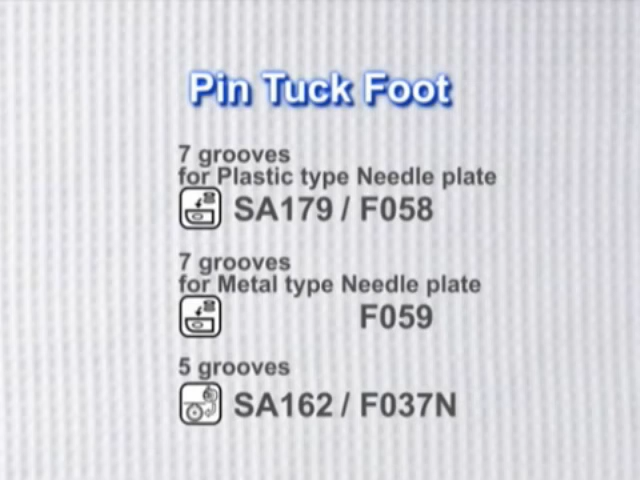 Pin Tuck Foot
7 grooves
for Plastic type Needle plate
SA179 / F058
7 grooves
for Metal type Needle plate
F059
5 grooves
SA162 / F037N